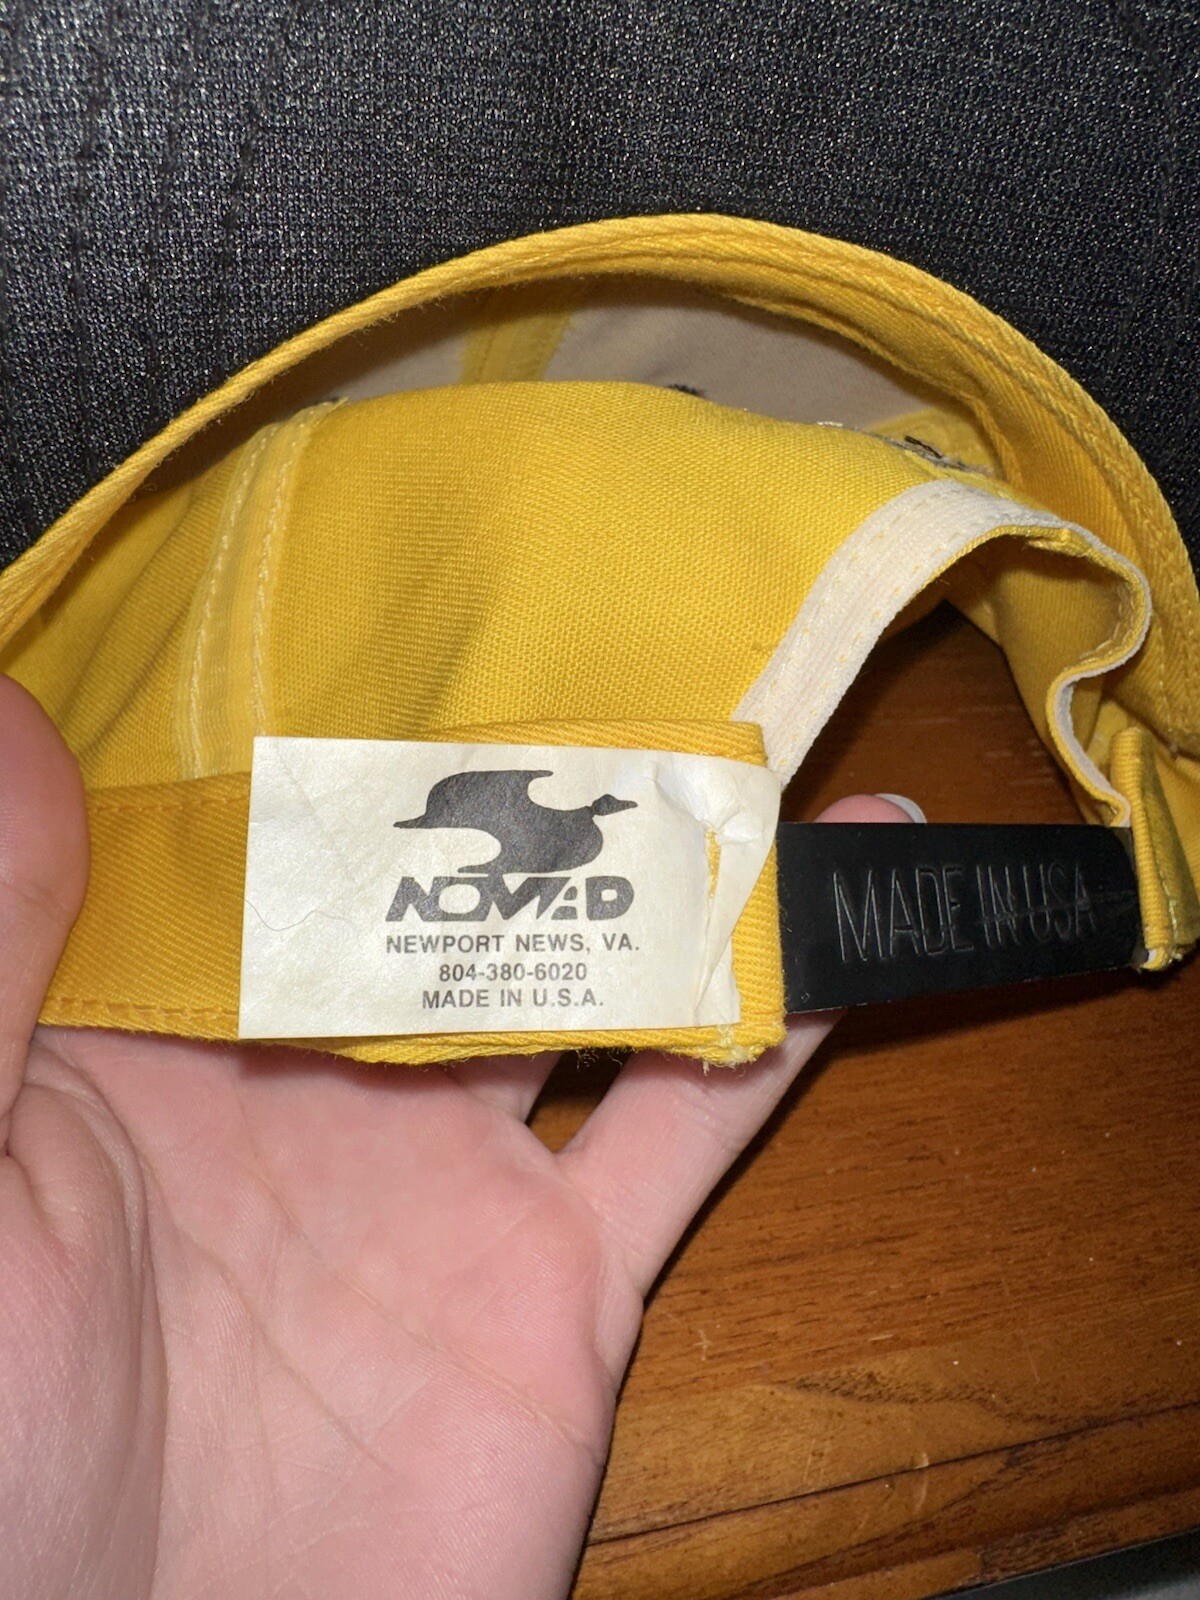 NOMAD
NEWPORT NEWS, VA.
804-380-6020
MADE IN U.S.A.
MADE IN USA